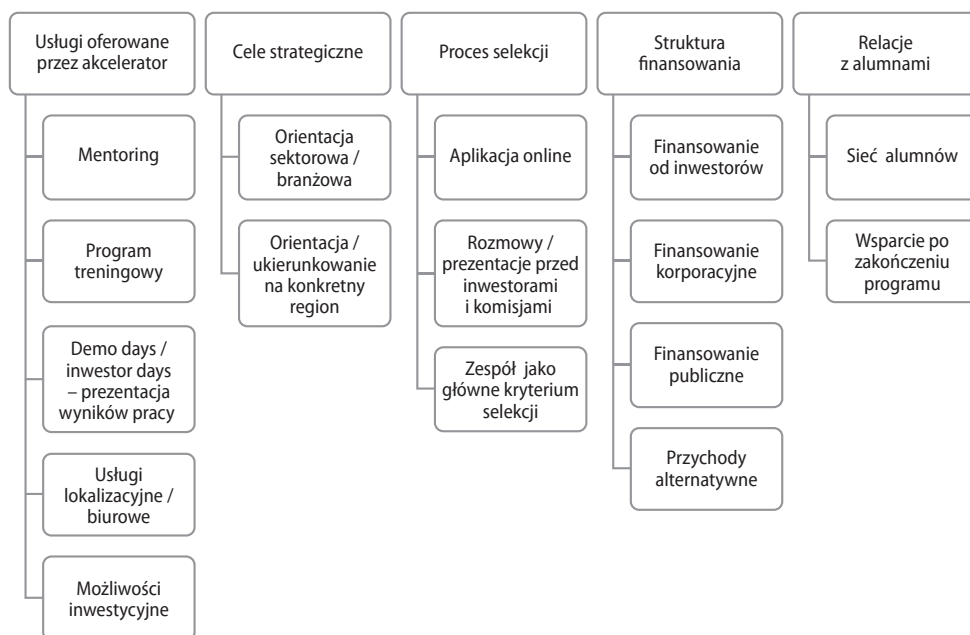 Usługi oferowane
przez akcelerator
Mentoring
Program
treningowy
Demo days /
inwestor days
– prezentacja
wyników pracy
Usługi
lokalizacyjne /
biurowe
Możliwości
inwestycyjne
Cele strategiczne
Orientacja
sektorowa /
branżowa
Orientacja /
ukierunkowanie
na konkretny
region
Proces selekcji
Aplikacja online
Rozmowy /
prezentacje przed
inwestorami
i komisjami
Zespół jako
główne kryterium
selekcji
Struktura
finansowania
Finansowanie
od inwestorów
Finansowanie
korporacyjne
Finansowanie
publiczne
Przychody
alternatywne
Relacje
z alumnami
Sieć alumnów
Wsparcie po
zakończeniu
programu